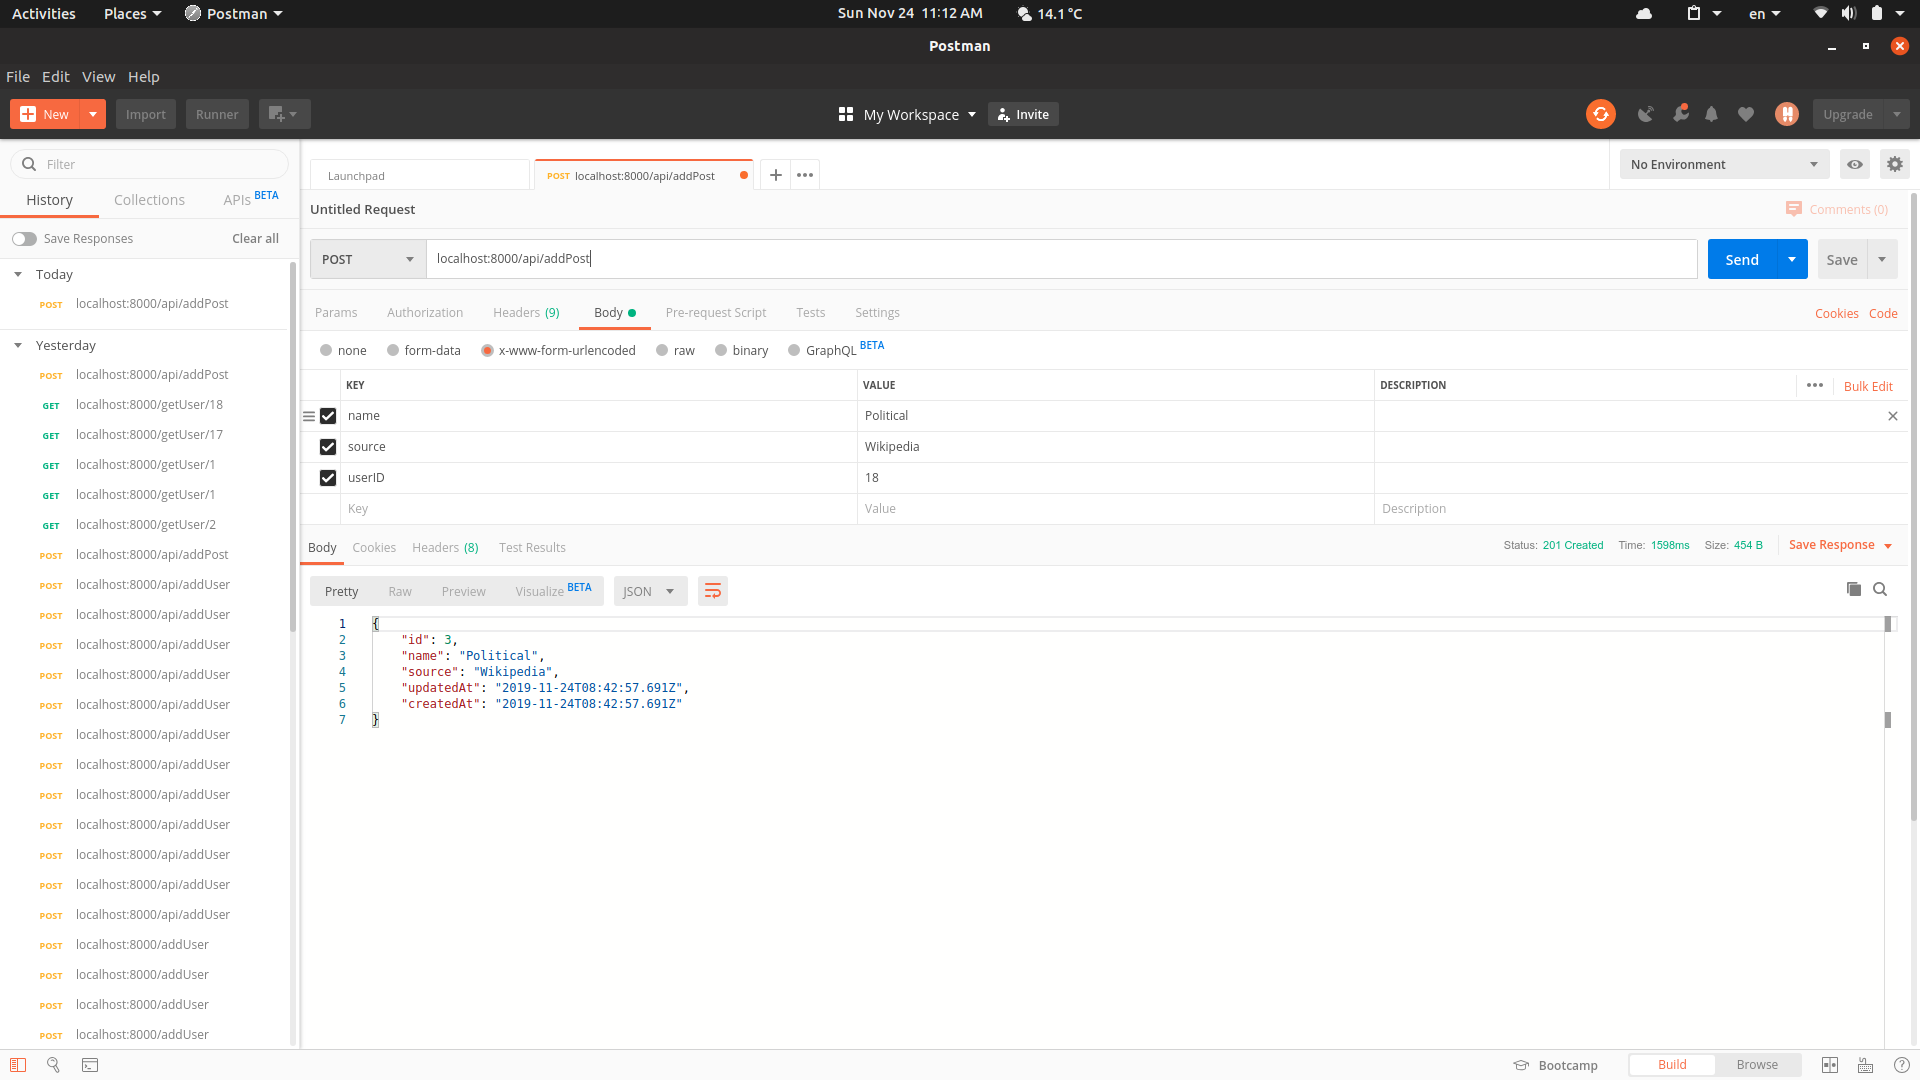 Activities Places Postman Sun Nov 24 11:12 AM 14.1 °C en
Postman
File Edit View Help
New Import Runner My Workspace Invite Upgrade
Filter
History Collections APIs BETA
Save Responses Clear all
Today
POST localhost:8000/api/addPost
Yesterday
POST localhost:8000/api/addPost
GET localhost:8000/getUser/18
GET localhost:8000/getUser/17
GET localhost:8000/getUser/1
GET localhost:8000/getUser/1
GET localhost:8000/getUser/2
POST localhost:8000/api/addPost
POST localhost:8000/api/addUser
POST localhost:8000/api/addUser
POST localhost:8000/api/addUser
POST localhost:8000/api/addUser
POST localhost:8000/api/addUser
POST localhost:8000/api/addUser
POST localhost:8000/api/addUser
POST localhost:8000/api/addUser
POST localhost:8000/api/addUser
POST localhost:8000/api/addUser
POST localhost:8000/api/addUser
POST localhost:8000/api/addUser
POST localhost:8000/addUser
POST localhost:8000/addUser
POST localhost:8000/addUser
POST localhost:8000/addUser
Launchpad POST localhost:8000/api/addPost No Environment
Untitled Request Comments (0)
POST localhost:8000/api/addPost Send Save
Params Authorization Headers (9) Body Pre-request Script Tests Settings Cookies Code
none form-data x-www-form-urlencoded raw binary GraphQL BETA
KEY VALUE DESCRIPTION Bulk Edit
name Political
source Wikipedia
userID 18
Key Value Description
Body Cookies Headers (8) Test Results Status: 201 Created Time: 1598ms Size: 454 B Save Response
Pretty Raw Preview Visualize BETA JSON
1 {
2 "id": 3,
3 "name": "Political",
4 "source": "Wikipedia",
5 "updatedAt": "2019-11-24T08:42:57.691Z",
6 "createdAt": "2019-11-24T08:42:57.691Z"
7 }
Bootcamp Build Browse